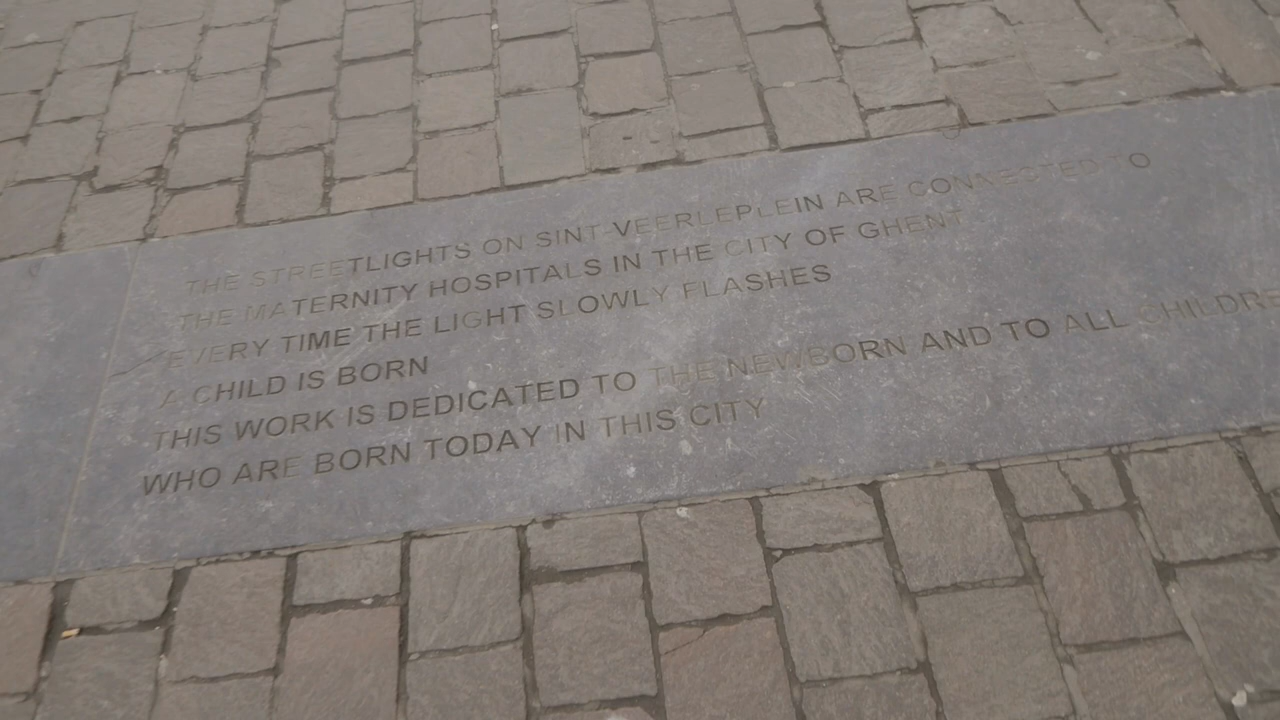 THE STREETLIGHTS ON SINT-VEERLEPLEIN ARE CONNECTED TO
THE MATERNITY HOSPITALS IN THE CITY OF GHENT
EVERY TIME THE LIGHT SLOWLY FLASHES
A CHILD IS BORN
THIS WORK IS DEDICATED TO THE NEWBORN AND TO ALL CHILDRE
WHO ARE BORN TODAY IN THIS CITY